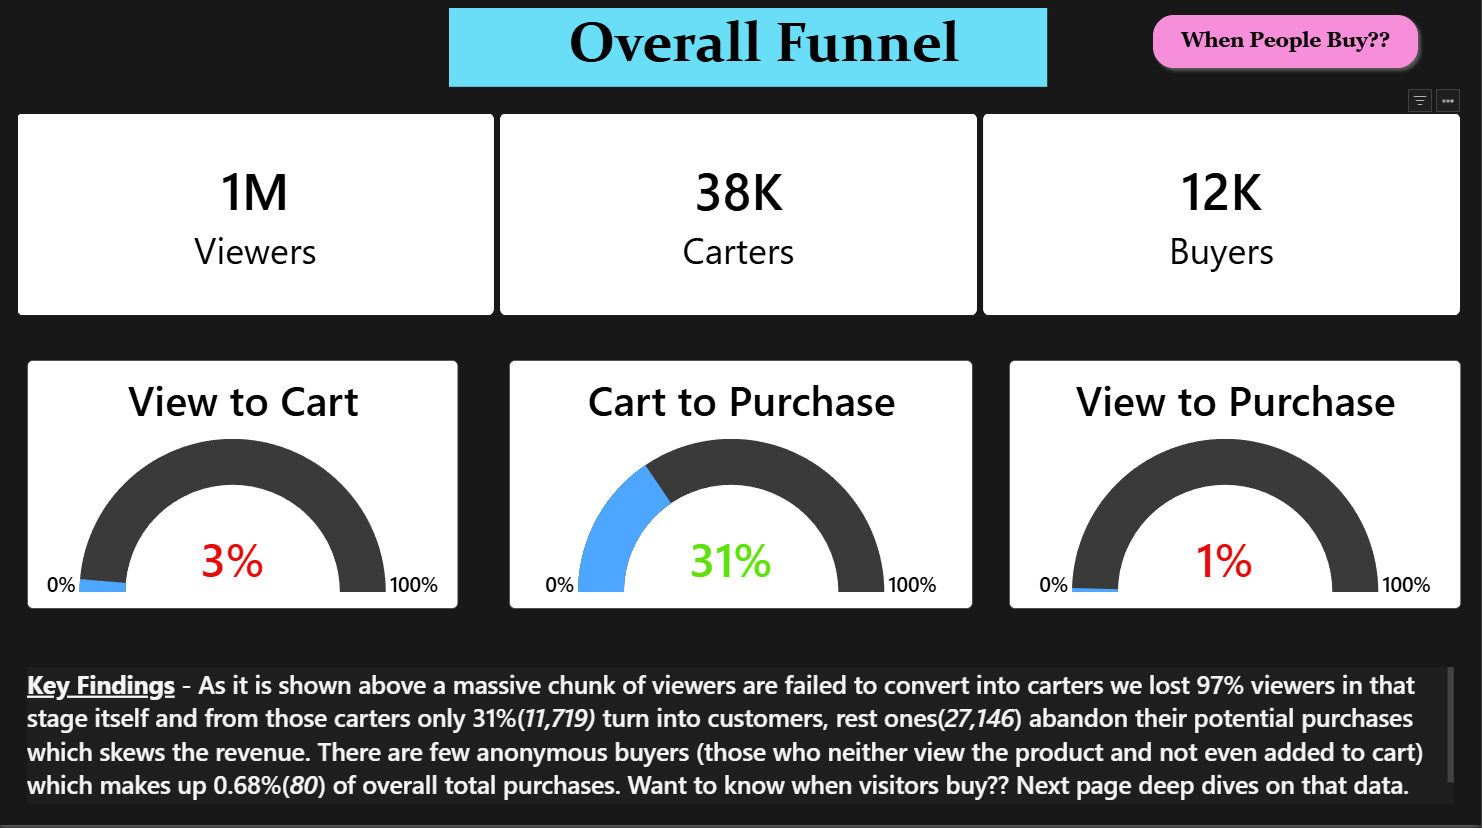 Overall Funnel
When People Buy??
1M
Viewers
38K
Carters
12K
Buyers
View to Cart
3%
0%
100%
Cart to Purchase
31%
0%
100%
View to Purchase
1%
0%
100%
Key Findings - As it is shown above a massive chunk of viewers are failed to convert into carters we lost 97% viewers in that
stage itself and from those carters only 31%(11,719) turn into customers, rest ones(27,146) abandon their potential purchases
which skews the revenue. There are few anonymous buyers (those who neither view the product and not even added to cart)
which makes up 0.68%(80) of overall total purchases. Want to know when visitors buy?? Next page deep dives on that data.